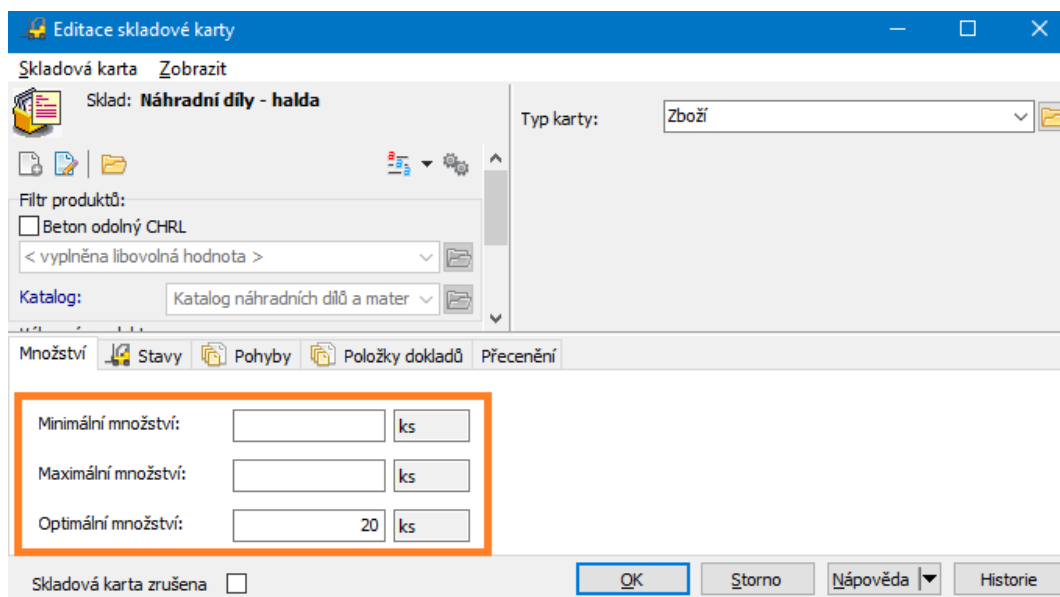 Editace skladové karty
Skladová karta Zobrazit
Sklad: Náhradní díly - halda
Typ karty: Zboží
Filtr produktů:
Beton odolný CHRL
< vyplněna libovolná hodnota >
Katalog: Katalog náhradních dílů a mater
Množství Stavy Pohyby Položky dokladů Přecenění
Minimální množství: ks
Maximální množství: ks
Optimální množství: 20 ks
Skladová karta zrušena OK Storno Nápověda Historie